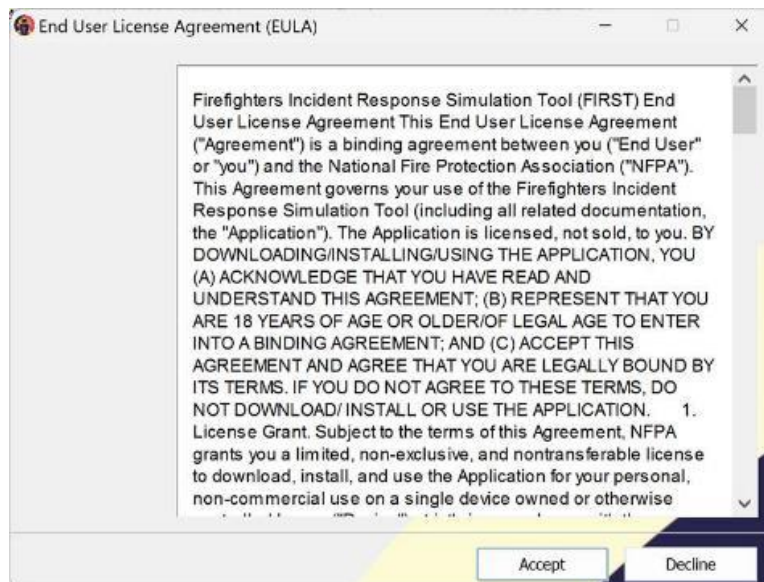 End User License Agreement (EULA)
Firefighters Incident Response Simulation Tool (FIRST) End
User License Agreement This End User License Agreement
("Agreement") is a binding agreement between you ("End User"
or "you") and the National Fire Protection Association ("NFPA").
This Agreement governs your use of the Firefighters Incident
Response Simulation Tool (including all related documentation,
the "Application"). The Application is licensed, not sold, to you. BY
DOWNLOADING/INSTALLING/USING THE APPLICATION, YOU
(A) ACKNOWLEDGE THAT YOU HAVE READ AND
UNDERSTAND THIS AGREEMENT; (B) REPRESENT THAT YOU
ARE 18 YEARS OF AGE OR OLDER/OF LEGAL AGE TO ENTER
INTO A BINDING AGREEMENT; AND (C) ACCEPT THIS
AGREEMENT AND AGREE THAT YOU ARE LEGALLY BOUND BY
ITS TERMS. IF YOU DO NOT AGREE TO THESE TERMS, DO
NOT DOWNLOAD/ INSTALL OR USE THE APPLICATION. 1.
License Grant. Subject to the terms of this Agreement, NFPA
grants you a limited, non-exclusive, and nontransferable license
to download, install, and use the Application for your personal,
non-commercial use on a single device owned or otherwise
Accept Decline